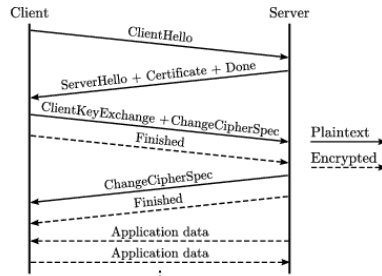 Client Server
ClientHello
ServerHello + Certificate + Done
ClientKeyExchange +ChangeCipherSpec
Finished
Plaintext
Encrypted
ChangeCipherSpec
Finished
Application data
Application data